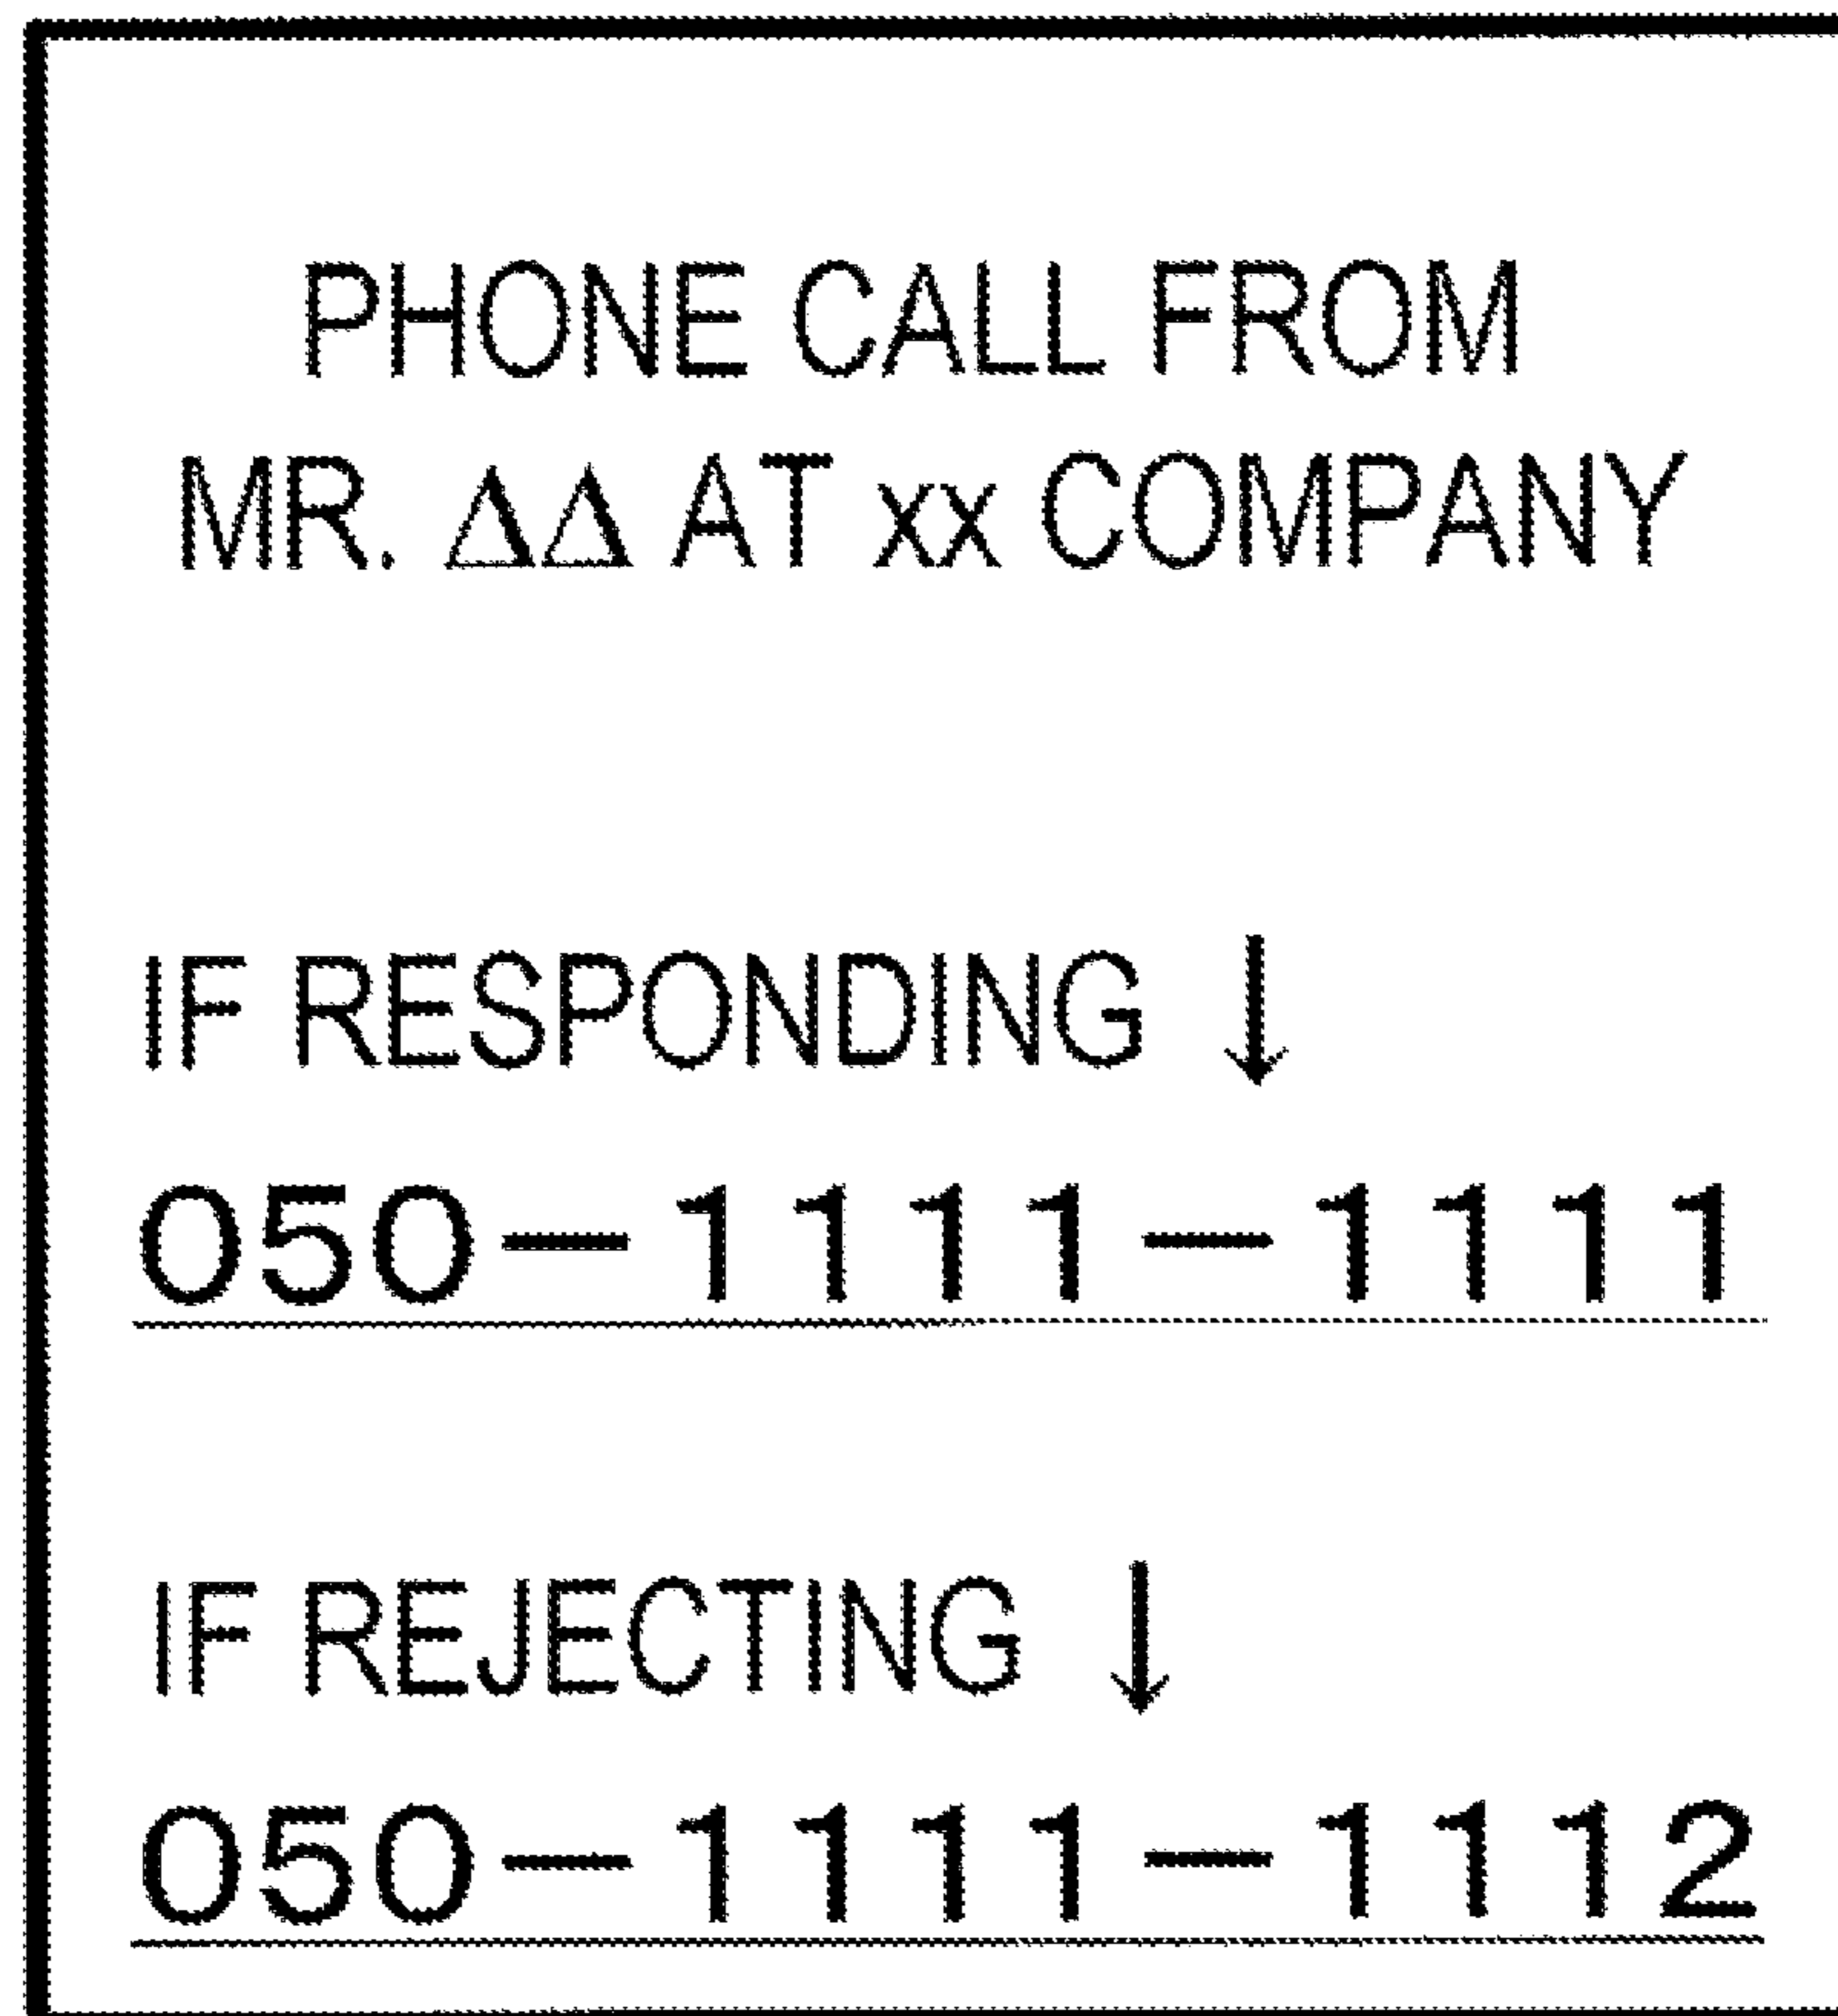 PHONE CALL FROM
MR. ΔΔ AT xx COMPANY
IF RESPONDING ↓
050-1111-1111
IF REJECTING ↓
050-1111-1112